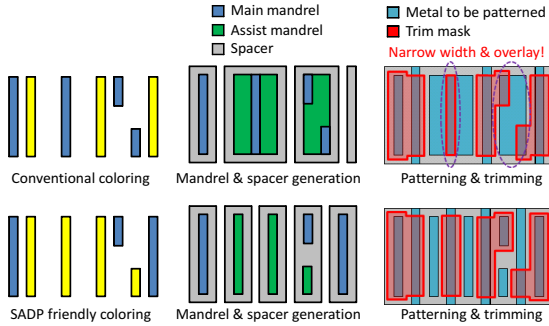 Main mandrel
Assist mandrel
Spacer
Metal to be patterned
Trim mask
Narrow width & overlay!
Conventional coloring
Mandrel & spacer generation
Patterning & trimming
SADP friendly coloring
Mandrel & spacer generation
Patterning & trimming